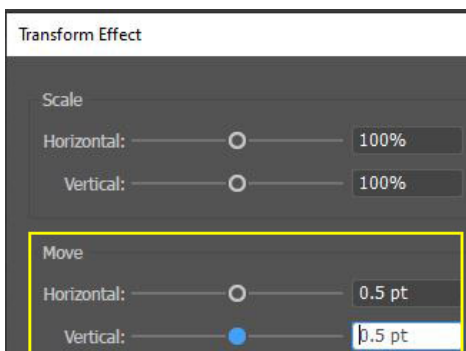 Transform Effect
Scale
Horizontal: 100%
Vertical: 100%
Move
Horizontal: 0.5 pt
Vertical: 0.5 pt